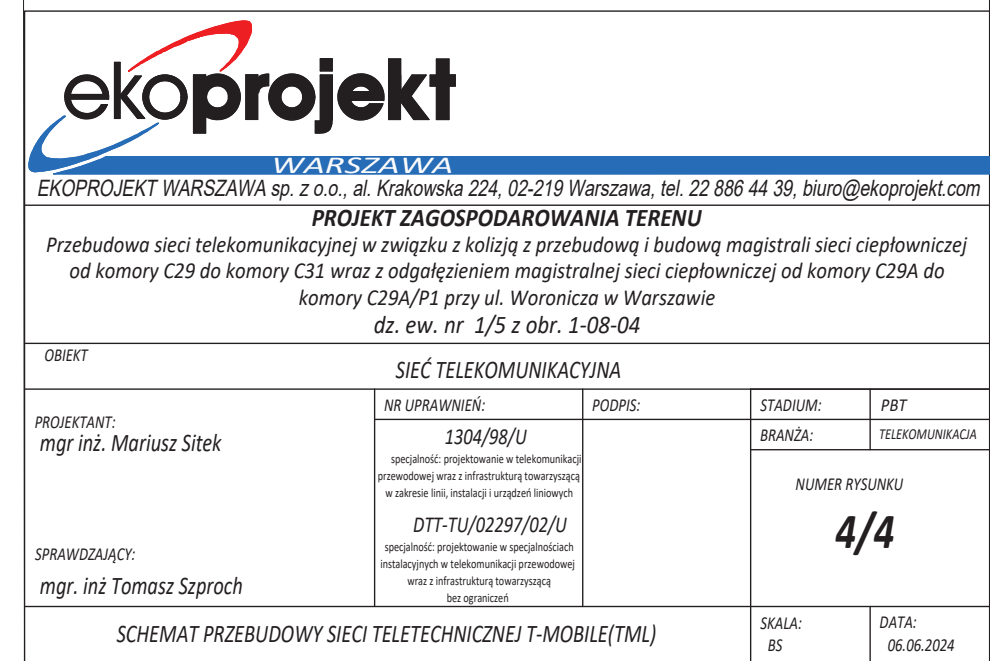 ekoprojekt
WARSZAWA
EKOPROJEKT WARSZAWA sp. z o.o., al. Krakowska 224, 02-219 Warszawa, tel. 22 886 44 39, biuro@ekoprojekt.com
PROJEKT ZAGOSPODAROWANIA TERENU
Przebudowa sieci telekomunikacyjnej w związku z kolizją z przebudową i budową magistrali sieci ciepłowniczej
od komory C29 do komory C31 wraz z odgałęzieniem magistralnej sieci ciepłowniczej od komory C29A do
komory C29A/P1 przy ul. Woronicza w Warszawie
dz. ew. nr 1/5 z obr. 1-08-04
OBIEKT
SIEĆ TELEKOMUNIKACYJNA
PROJEKTANT:
mgr inż. Mariusz Sitek
SPRAWDZAJĄCY:
mgr. inż Tomasz Szproch
NR UPRAWNIEŃ:
1304/98/U
specjalność: projektowanie w telekomunikacji
przewodowej wraz z infrastrukturą towarzyszącą
w zakresie linii, instalacji i urządzeń liniowych
DTT-TU/02297/02/U
specjalność: projektowanie w specjalnościach
instalacyjnych w telekomunikacji przewodowej
wraz z infrastrukturą towarzyszącą
bez ograniczeń
PODPIS:
STADIUM:
PBT
BRANŻA:
TELEKOMUNIKACJA
NUMER RYSUNKU
4/4
SCHEMAT PRZEBUDOWY SIECI TELETECHNICZNEJ T-MOBILE(TML)
SKALA:
BS
DATA:
06.06.2024